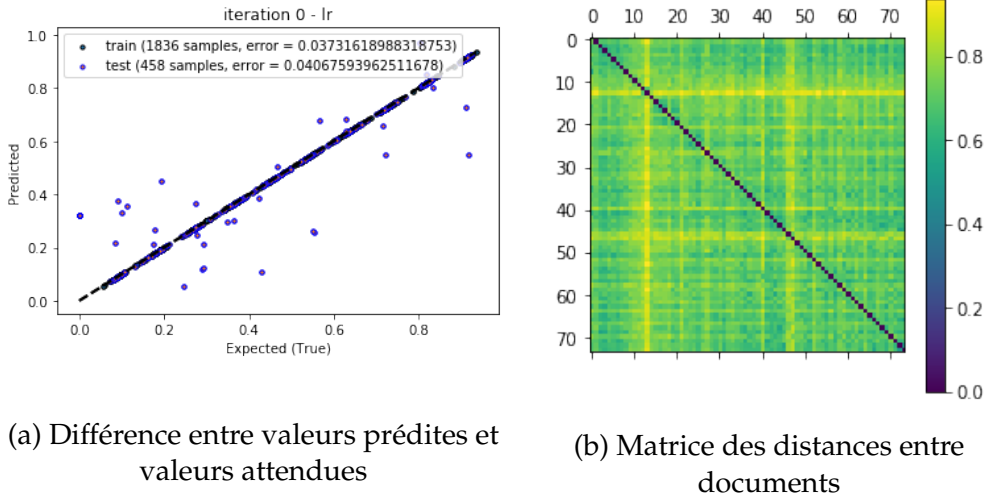 iteration 0 - lr
train (1836 samples, error = 0.03731618988318753)
test (458 samples, error = 0.04067593962511678)
Predicted
1.0
0.8
0.6
0.4
0.2
0.0
0.0 0.2 0.4 0.6 0.8
Expected (True)
0 10 20 30 40 50 60 70
0
10
20
30
40
50
60
70
0.8
0.6
0.4
0.2
0.0
(a) Différence entre valeurs prédites et
valeurs attendues
(b) Matrice des distances entre
documents